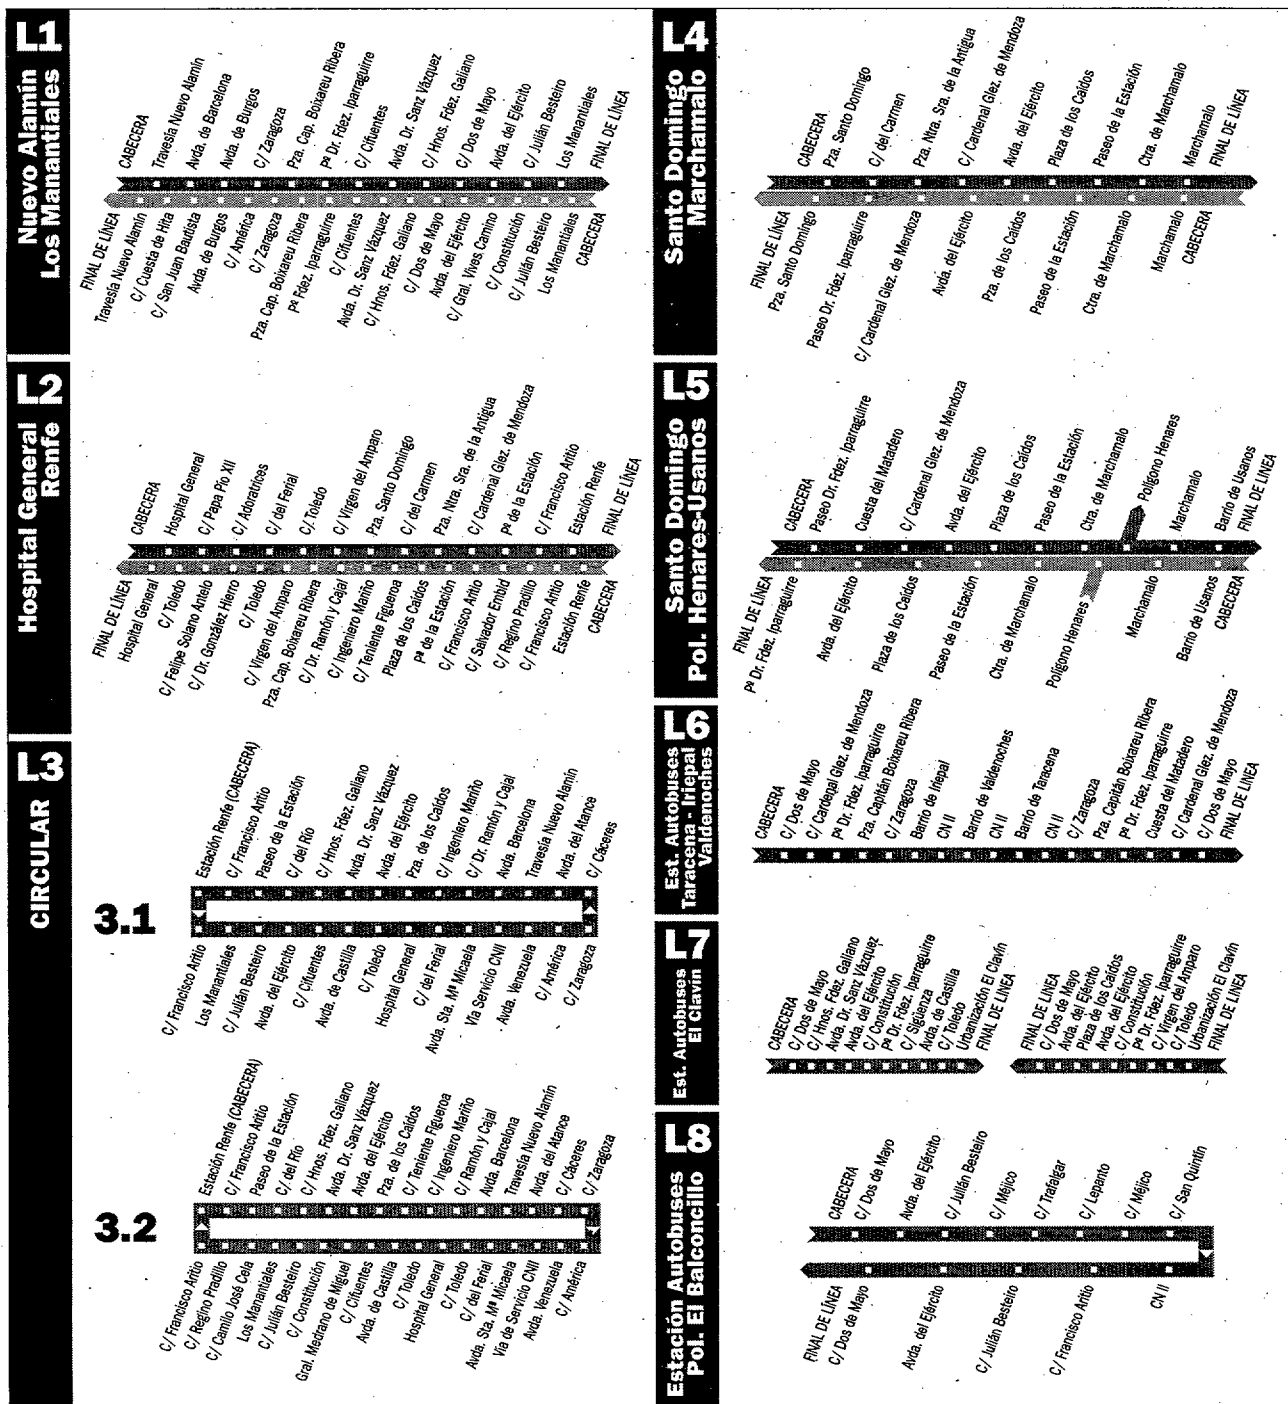 L1
Nuevo Alamín
Los Manantiales
CABECERA
Travesía Nuevo Alamín
Avda. de Barcelona
Avda. de Burgos
C/ Zaragoza
Pza. Cap. Boixareu Ribera
Pª Dr. Fdez. Iparraguirre
C/ Cifuentes
Avda. Dr. Sanz Vázquez
C/ Hnos. Fdez. Galiano
C/ Dos de Mayo
Avda. del Ejército
C/ Julián Besteiro
Los Manantiales
FINAL DE LÍNEA
FINAL DE LÍNEA
Travesía Nuevo Alamín
C/ Cuesta de Hita
C/ San Juan Bautista
Avda. de Burgos
C/ América
C/ Zaragoza
Pza. Cap. Boixareu Ribera
Pª Fdez. Iparraguirre
C/ Cifuentes
Avda. Dr. Sanz Vázquez
C/ Hnos. Fdez. Galiano
C/ Dos de Mayo
Avda. del Ejército
C/ Gral. Vives Camino
C/ Constitución
C/ Julián Besteiro
Los Manantiales
CABECERA
L2
Hospital General
Renfe
CABECERA
Hospital General
C/ Papa Pío XII
C/ Adoratrices
C/ del Ferial
C/ Toledo
C/ Virgen del Amparo
Pza. Santo Domingo
C/ del Carmen
Pza. Ntra. Sra. de la Antigua
C/ Cardenal Glez. de Mendoza
Pª de la Estación
C/ Francisco Aritio
Estación Renfe
FINAL DE LÍNEA
FINAL DE LÍNEA
Hospital General
C/ Toledo
C/ Felipe Solano Antelo
C/ Dr. González Hierro
C/ Toledo
C/ Virgen del Amparo
Pza. Cap. Boixareu Ribera
C/ Dr. Ramón y Cajal
C/ Ingeniero Mariño
C/ Teniente Figueroa
Plaza de los Caídos
Pª de la Estación
C/ Francisco Aritio
C/ Salvador Embid
C/ Regino Pradillo
C/ Francisco Aritio
Estación Renfe
CABECERA
L3
CIRCULAR
3.1
Estación Renfe (CABECERA)
C/ Francisco Aritio
Paseo de la Estación
C/ del Río
C/ Hnos. Fdez. Galiano
Avda. Dr. Sanz Vázquez
Avda. del Ejército
Pza. de los Caídos
C/ Ingeniero Mariño
C/ Dr. Ramón y Cajal
Avda. Barcelona
Travesía Nuevo Alamín
Avda. del Atance
C/ Cáceres
C/ Francisco Aritio
Los Manantiales
C/ Julián Besteiro
Avda. del Ejército
C/ Cifuentes
Avda. de Castilla
C/ Toledo
Hospital General
C/ del Ferial
Avda. Sta. Mª Micaela
Vía Servicio CNII
Avda. Venezuela
C/ América
C/ Zaragoza
3.2
Estación Renfe (CABECERA)
C/ Francisco Aritio
Paseo de la Estación
C/ del Río
C/ Hnos. Fdez. Galiano
Avda. Dr. Sanz Vázquez
Avda. del Ejército
Pza. de los Caídos
C/ Teniente Figueroa
C/ Ingeniero Mariño
C/ Ramón y Cajal
Avda. Barcelona
Travesía Nuevo Alamín
Avda. del Atance
C/ Cáceres
C/ Zaragoza
C/ Francisco Aritio
C/ Regino Pradillo
C/ Camilo José Cela
Los Manantiales
C/ Julián Besteiro
C/ Constitución
Gral. Medrano de Miguel
C/ Cifuentes
Avda. de Castilla
C/ Toledo
Hospital General
C/ Toledo
C/ del Ferial
Avda. Sta. Mª Micaela
Vía de Servicio CNII
Avda. Venezuela
C/ América
L4
Santo Domingo
Marchamalo
CABECERA
Pza. Santo Domingo
C/ del Carmen
Pza. Ntra. Sra. de la Antigua
C/ Cardenal Glez. de Mendoza
Avda. del Ejército
Plaza de los Caídos
Paseo de la Estación
Ctra. de Marchamalo
Marchamalo
FINAL DE LÍNEA
FINAL DE LÍNEA
Pza. Santo Domingo
Paseo Dr. Fdez. Iparraguirre
C/ Cardenal Glez. de Mendoza
Avda. del Ejército
Pza. de los Caídos
Paseo de la Estación
Ctra. de Marchamalo
Marchamalo
CABECERA
L5
Santo Domingo
Pol. Henares-Usanos
CABECERA
Paseo Dr. Fdez. Iparraguirre
Cuesta del Matadero
C/ Cardenal Glez. de Mendoza
Avda. del Ejército
Plaza de los Caídos
Paseo de la Estación
Ctra. de Marchamalo
Polígono Henares
Marchamalo
Barrio de Usanos
FINAL DE LÍNEA
FINAL DE LÍNEA
Pª Dr. Fdez. Iparraguirre
Avda. del Ejército
Plaza de los Caídos
Paseo de la Estación
Ctra. de Marchamalo
Polígono Henares
Marchamalo
Barrio de Usanos
CABECERA
L6
Est. Autobuses
Taracena - Iriepal
Valdenoches
CABECERA
C/ Dos de Mayo
C/ Cardepal Glez. de Mendoza
Pª Dr. Fdez. Iparraguirre
Pza. Capitán Boixareu Ribera
C/ Zaragoza
Barrio de Iriepal
CN II
Barrio de Valdenoches
CN II
Barrio de Taracena
CN II
C/ Zaragoza
Pza. Capitán Boixareu Ribera
Pª Dr. Fdez. Iparraguirre
Cuesta del Matadero
C/ Cardenal Glez. de Mendoza
C/ Dos de Mayo
FINAL DE LÍNEA
L7
Est. Autobuses
El Clavín
CABECERA
C/ Dos de Mayo
C/ Hnos. Fdez. Galiano
Avda. Dr. Sanz Vázquez
Avda. del Ejército
C/ Constitución
Pª Dr. Fdez. Iparraguirre
C/ Sigüenza
Avda. de Castilla
C/ Toledo
Urbanización El Clavín
FINAL DE LÍNEA
FINAL DE LÍNEA
C/ Dos de Mayo
Avda. del Ejército
Plaza de los Caídos
Avda. del Ejército
C/ Constitución
Pª Dr. Fdez. Iparraguirre
C/ Virgen del Amparo
C/ Toledo
Urbanización El Clavín
FINAL DE LÍNEA
L8
Estación Autobuses
Pol. El Balconcillo
CABECERA
C/ Dos de Mayo
Avda. del Ejército
C/ Julián Besteiro
C/ Méjico
C/ Trafalgar
C/ Lepanto
C/ Méjico
C/ San Quintín
FINAL DE LÍNEA
C/ Dos de Mayo
Avda. del Ejército
C/ Julián Besteiro
C/ Francisco Aritio
CN II